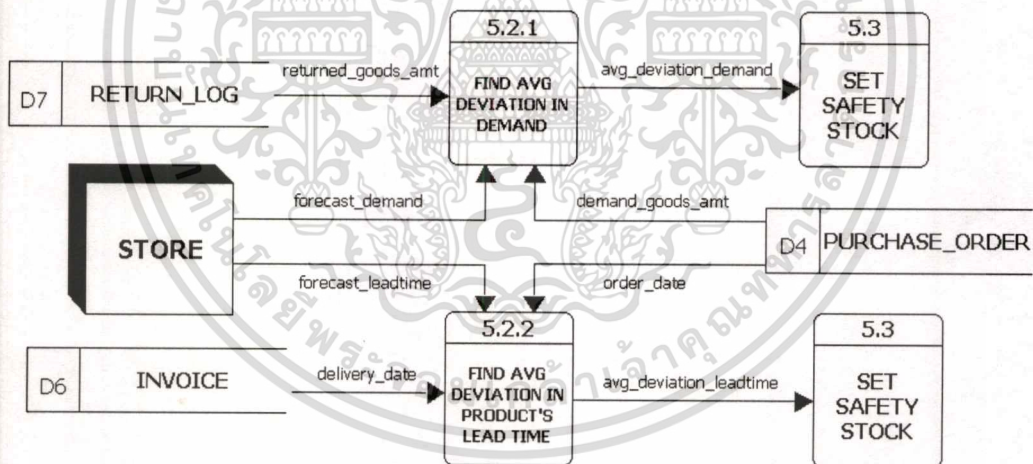 5.2.1
FIND AVG
DEVIATION IN
DEMAND
5.3
SET
SAFETY
STOCK
D7 RETURN_LOG
returned_goods_amt
avg_deviation_demand
STORE
forecast_demand
demand_goods_amt
D4 PURCHASE_ORDER
forecast_leadtime
order_date
D6 INVOICE
delivery_date
5.2.2
FIND AVG
DEVIATION IN
PRODUCT'S
LEAD TIME
avg_deviation_leadtime
5.3
SET
SAFETY
STOCK